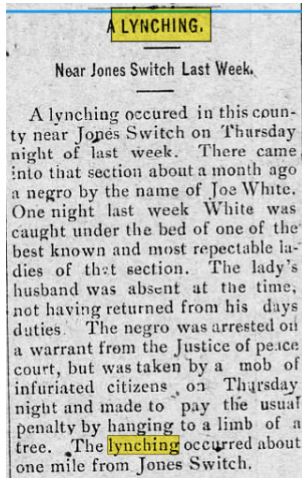 A LYNCHING.
Near Jones Switch Last Week.
A lynching occured in this coun-
ty near Jones Switch on Thursday
night of last week. There came
into that section about a month ago
a negro by the name of Joe White.
One night last week White was
caught under the bed of one of the
best known and most repectable la-
dies of that section. The lady's
husband was absent at the time,
not having returned from his days
duties. The negro was arrested on
a warrant from the Justice of peace
court, but was taken by a mob of
infuriated citizens on Thursday
night and made to pay the usual
penalty by hanging to a limb of a
tree. The lynching occurred about
one mile from Jones Switch.